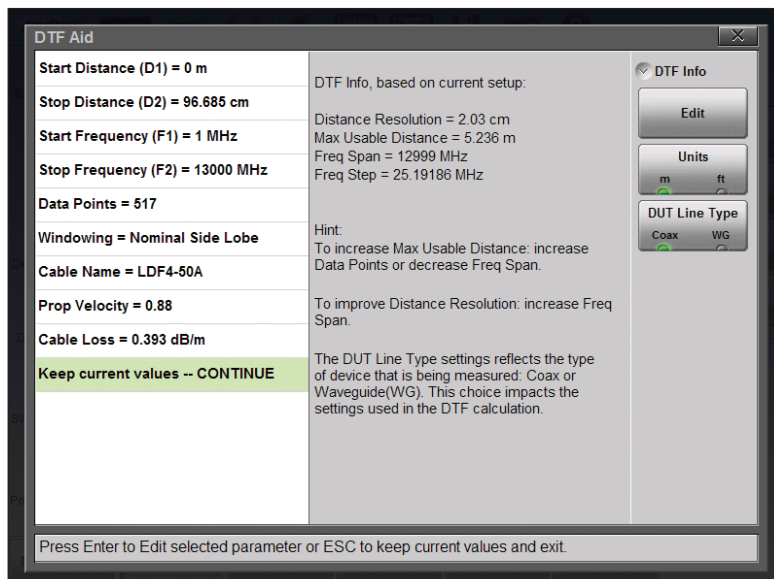 DTF Aid
Start Distance (D1) = 0 m
Stop Distance (D2) = 96.685 cm
Start Frequency (F1) = 1 MHz
Stop Frequency (F2) = 13000 MHz
Data Points = 517
Windowing = Nominal Side Lobe
Cable Name = LDF4-50A
Prop Velocity = 0.88
Cable Loss = 0.393 dB/m
Keep current values -- CONTINUE
DTF Info, based on current setup:
Distance Resolution = 2.03 cm
Max Usable Distance = 5.236 m
Freq Span = 12999 MHz
Freq Step = 25.19186 MHz
Hint:
To increase Max Usable Distance: increase
Data Points or decrease Freq Span.
To improve Distance Resolution: increase Freq
Span.
The DUT Line Type settings reflects the type
of device that is being measured: Coax or
Waveguide(WG). This choice impacts the
settings used in the DTF calculation.
DTF Info
Edit
Units
m ft
DUT Line Type
Coax WG
Press Enter to Edit selected parameter or ESC to keep current values and exit.